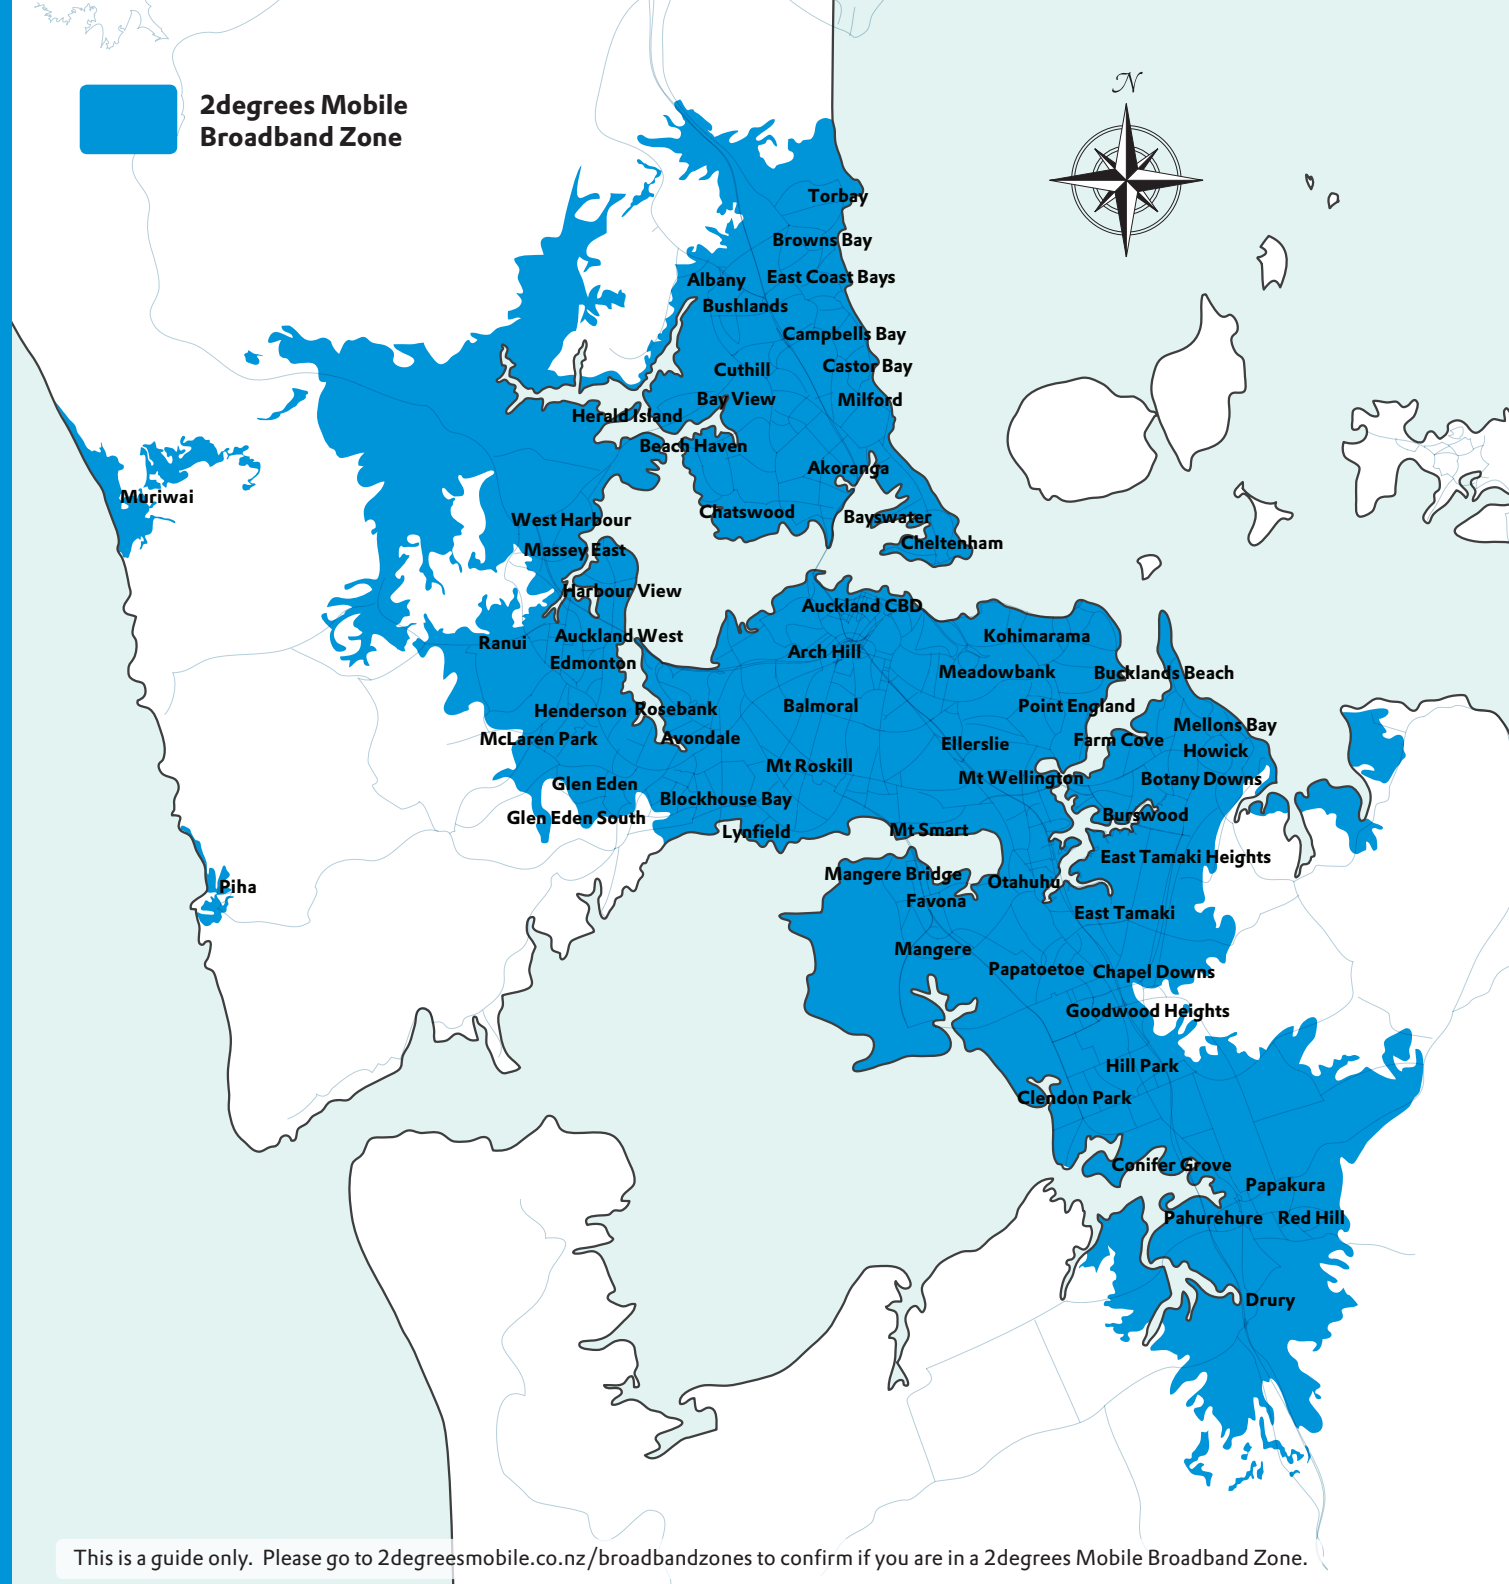 N
2degrees Mobile
Broadband Zone
Torbay
Browns Bay
Albany
East Coast Bays
Bushlands
Campbells Bay
Cuthill
Castor Bay
Bay View
Milford
Herald Island
Beach Haven
Akoranga
Muriwai
Chatswood
Bayswater
West Harbour
Cheltenham
Massey East
Harbour View
Auckland CBD
Ranui
Auckland West
Kohimarama
Arch Hill
Edmonton
Meadowbank
Bucklands Beach
Henderson
Rosebank
Balmoral
Point England
Mellons Bay
McLaren Park
Avondale
Ellerslie
Farm Cove
Howick
Mt Roskill
Mt Wellington
Botany Downs
Glen Eden
Blockhouse Bay
Glen Eden South
Burswood
Lynfield
Mt Smart
East Tamaki Heights
Mangere Bridge
Otahuhu
Piha
Favona
East Tamaki
Mangere
Papatoetoe
Chapel Downs
Goodwood Heights
Hill Park
Clendon Park
Conifer Grove
Papakura
Pahurehure
Red Hill
Drury
This is a guide only. Please go to 2degreesmobile.co.nz/broadbandzones to confirm if you are in a 2degrees Mobile Broadband Zone.